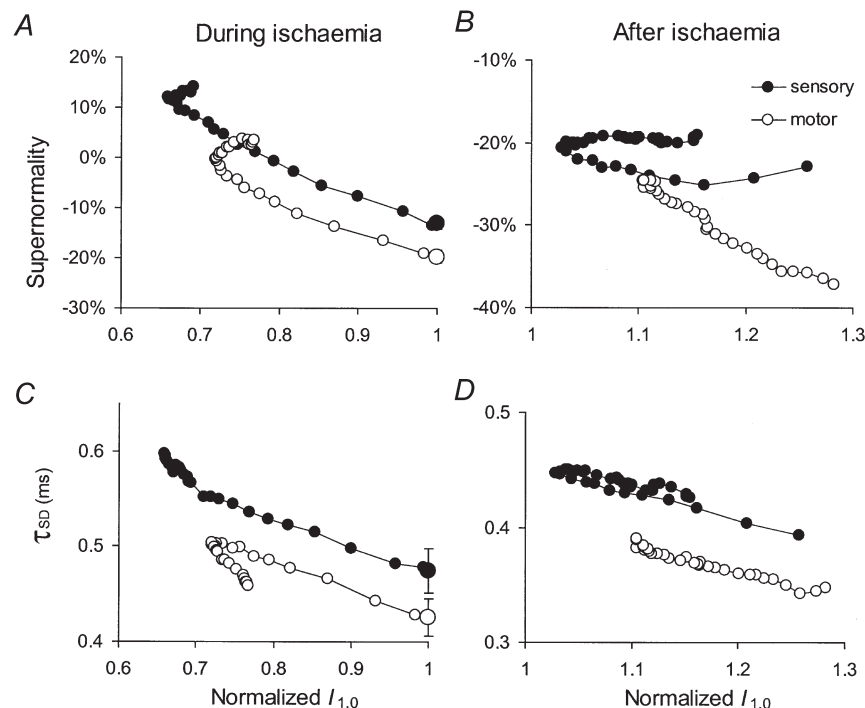 A
During ischaemia
B
After ischaemia
Supernormality
20%
10%
0%
-10%
-20%
-30%
0.6
0.7
0.8
0.9
1
-10%
-20%
-30%
-40%
1
1.1
1.2
1.3
sensory
motor
C
D
τSD (ms)
0.6
0.5
0.4
0.6
0.7
0.8
0.9
1
Normalized I1.0
0.5
0.4
0.3
1
1.1
1.2
1.3
Normalized I1.0